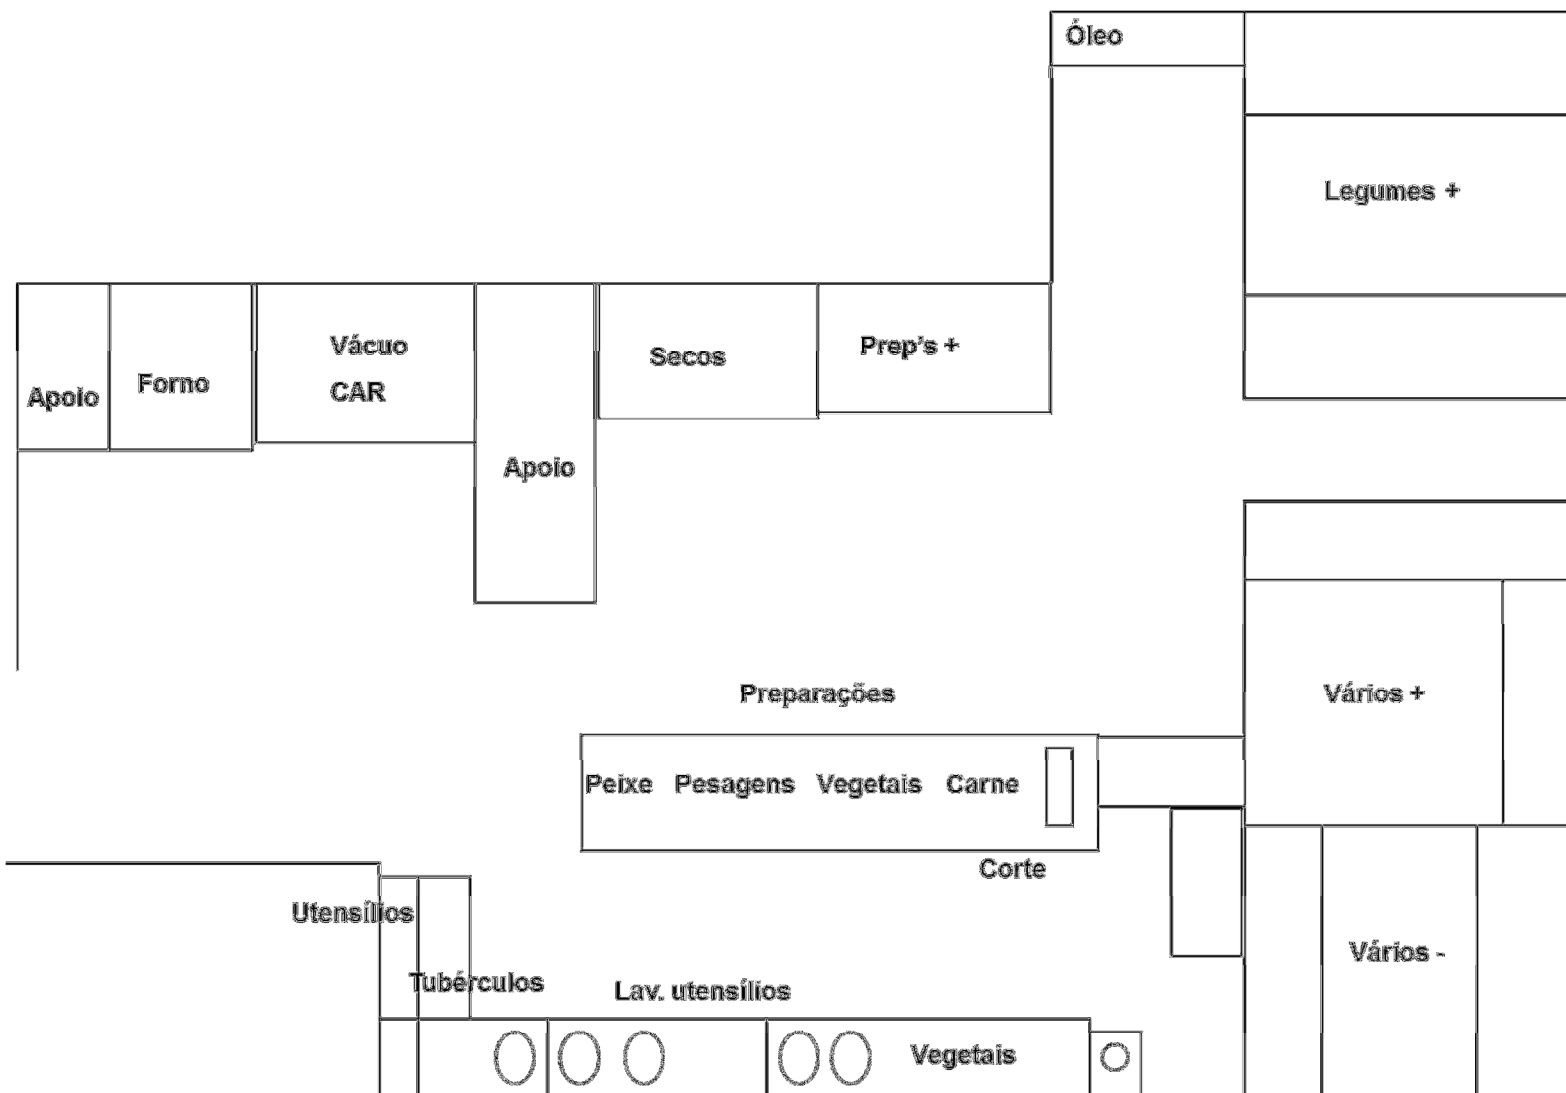 Óleo
Legumes +
Vácuo
CAR
Secos
Prep's +
Apoio
Forno
Apoio
Preparações
Vários +
Peixe Pesagens Vegetais Carne
Corte
Utensílios
Vários -
Tubérculos
Lav. utensílios
Vegetais